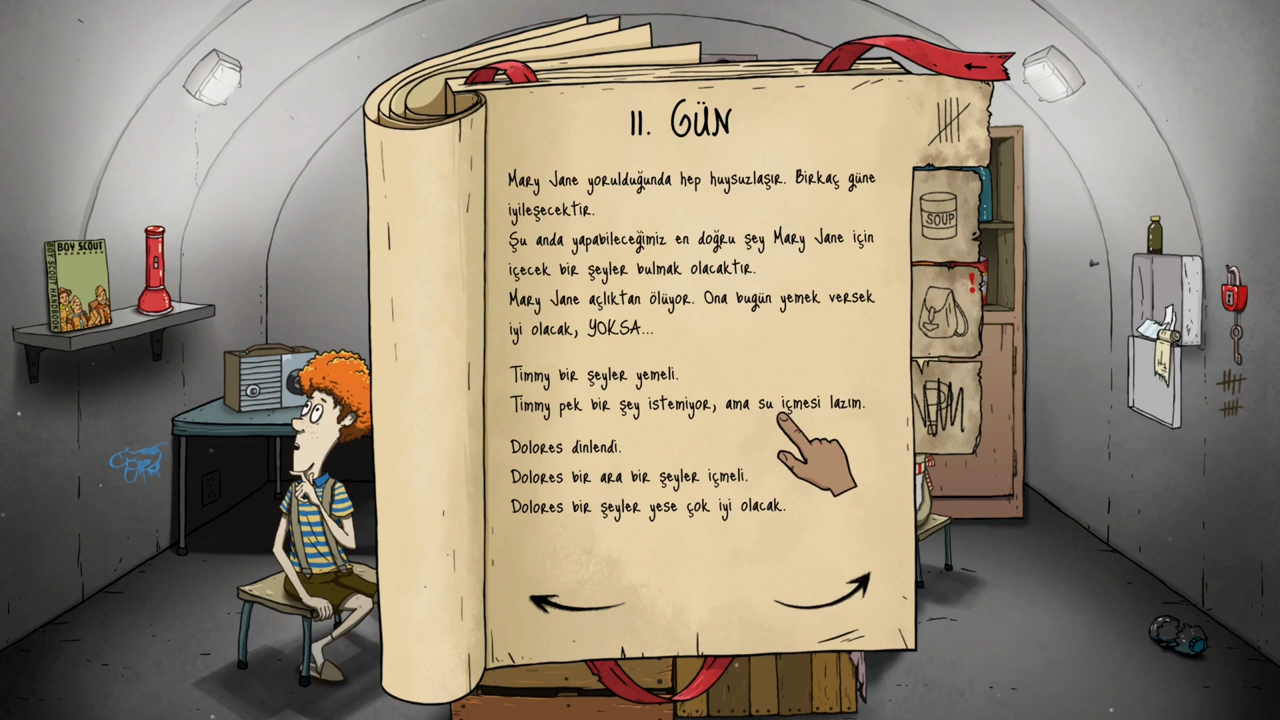 11. GÜN
Mary Jane yorulduğunda hep huysuzlaşır. Birkaç güne
iyileşecektir.
Şu anda yapabileceğimiz en doğru şey Mary Jane için
içecek bir şeyler bulmak olacaktır.
Mary Jane açlıktan ölüyor. Ona bugün yemek versek
iyi olacak, YOKSA...
Timmy bir şeyler yemeli.
Timmy pek bir şey istemiyor, ama su içmesi lazım.
Dolores dinlendi.
Dolores bir ara bir şeyler içmeli.
Dolores bir şeyler yese çok iyi olacak.
SOUP
!
BOY SCOUT
BOY SCOUT HANDBOOK